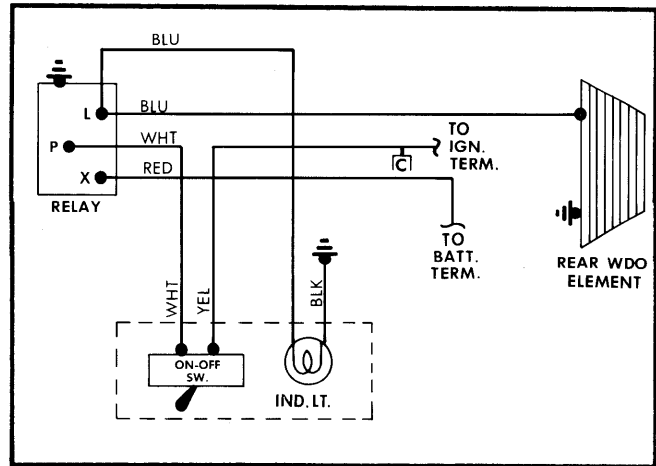 BLU
L
BLU
P
WHT
TO
IGN.
TERM.
C
X
RED
RELAY
TO
BATT.
TERM.
REAR WDO
ELEMENT
WHT
YEL
BLK
ON-OFF
SW.
IND. LT.